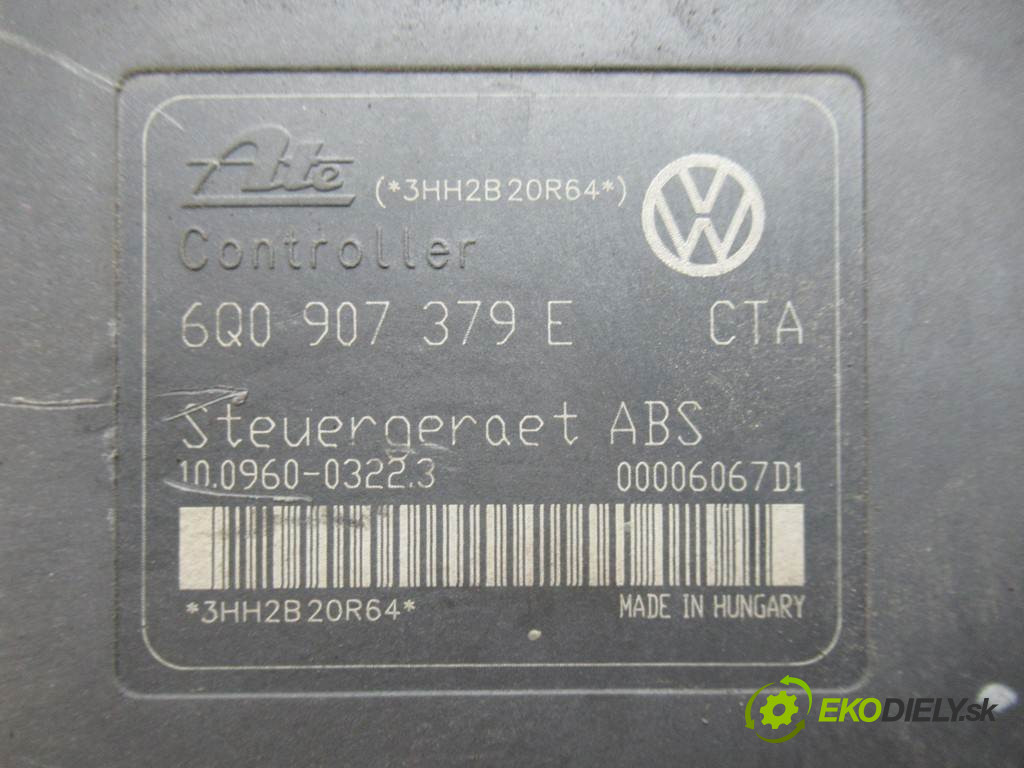 Ate (*3HH2B20R64*)
Controller
6Q0 907 379 E CTA
Steuergeraet ABS
10.0960-0322.3 00006067D1
*3HH2B20R64* MADE IN HUNGARY
EKODIELY.sk